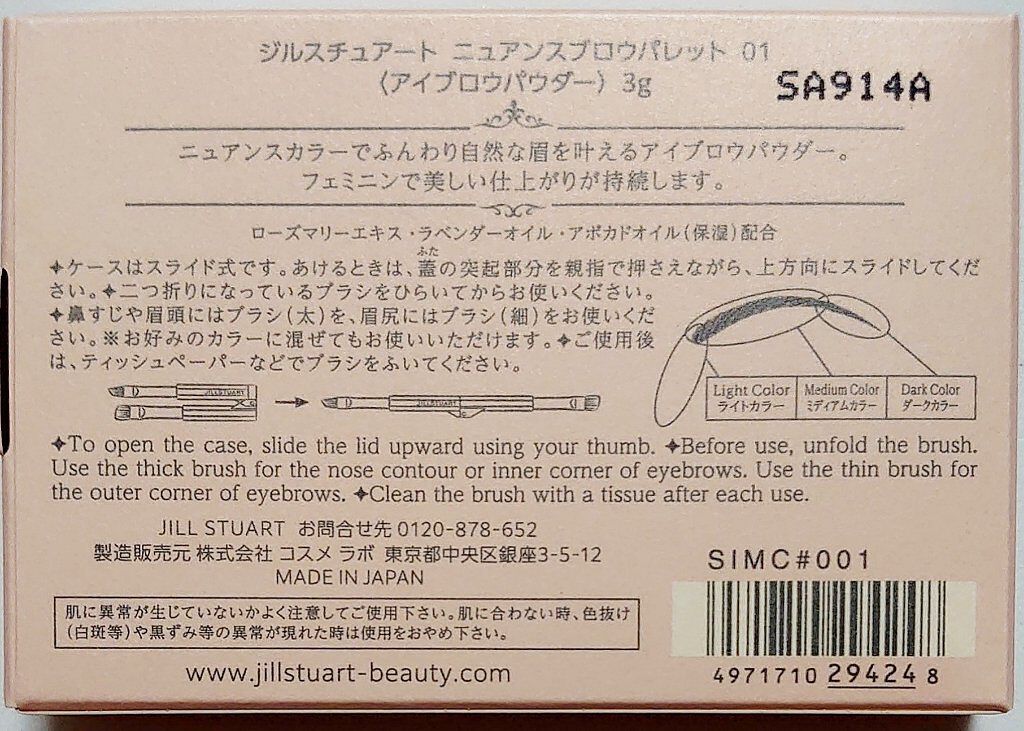 ジルスチュアート ニュアンスブロウパレット 01
（アイブロウパウダー） 3g
SA914A
ニュアンスカラーでふんわり自然な眉を叶えるアイブロウパウダー。
フェミニンで美しい仕上がりが持続します。
ローズマリーエキス・ラベンダーオイル・アボカドオイル（保湿）配合
ふた
✦ケースはスライド式です。あけるときは、蓋の突起部分を親指で押さえながら、上方向にスライドしてくだ
さい。✦二つ折りになっているブラシをひらいてからお使いください。
✦鼻すじや眉頭にはブラシ（太）を、眉尻にはブラシ（細）をお使いくだ
さい。※お好みのカラーに混ぜてもお使いいただけます。✦ご使用後
は、ティッシュペーパーなどでブラシをふいてください。
JILLSTUART
JILLSTUART
Light Color
ライトカラー
Medium Color
ミディアムカラー
Dark Color
ダークカラー
✦To open the case, slide the lid upward using your thumb. ✦Before use, unfold the brush.
Use the thick brush for the nose contour or inner corner of eyebrows. Use the thin brush for
the outer corner of eyebrows. ✦Clean the brush with a tissue after each use.
JILL STUART お問合せ先 0120-878-652
製造販売元 株式会社 コスメ ラボ 東京都中央区銀座3-5-12
MADE IN JAPAN
SIMC#001
肌に異常が生じていないかよく注意してご使用下さい。肌に合わない時、色抜け
（白斑等）や黒ずみ等の異常が現れた時は使用をおやめ下さい。
www.jillstuart-beauty.com
4971710 29424 8